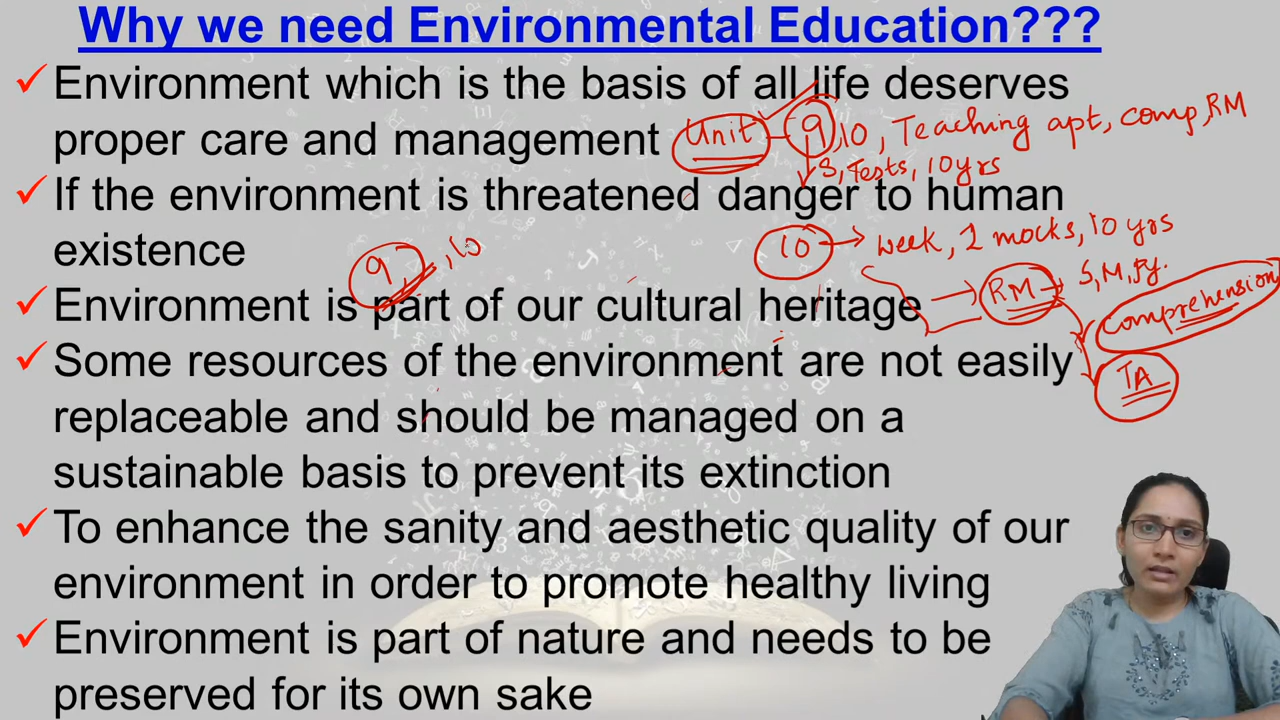 Why we need Environmental Education???
✓ Environment which is the basis of all life deserves
proper care and management
Unit - 9, 10, Teaching apt, comp, RM
S, Tests, 10yrs
✓ If the environment is threatened danger to human
existence
9, 10
10 → week, 2 mocks, 10 yrs
→ RM → S, M, Py.
Comprehension
TA
✓ Environment is part of our cultural heritage
✓ Some resources of the environment are not easily
replaceable and should be managed on a
sustainable basis to prevent its extinction
✓ To enhance the sanity and aesthetic quality of our
environment in order to promote healthy living
✓ Environment is part of nature and needs to be
preserved for its own sake